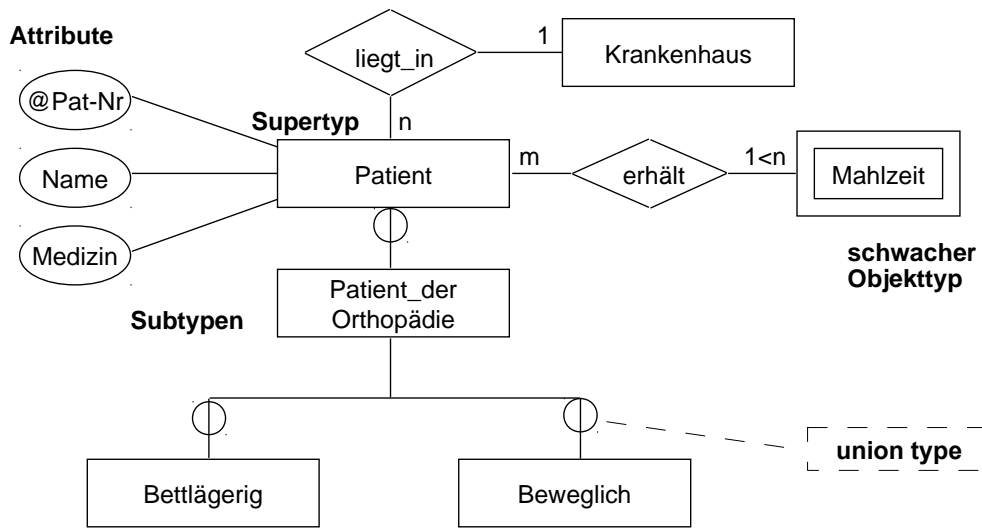 Attribute
liegt_in
1
Krankenhaus
@Pat-Nr
Supertyp
n
Name
Patient
m
erhält
1<n
Mahlzeit
Medizin
schwacher
Objekttyp
Patient_der
Orthopädie
Subtypen
union type
Bettlägerig
Beweglich